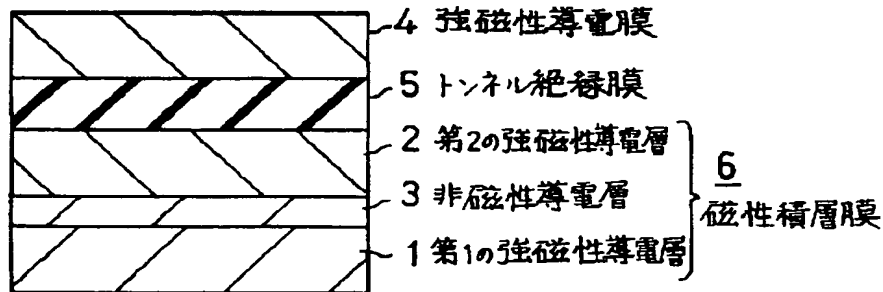 4 強磁性導電膜
5 トンネル絶縁膜
2 第2の強磁性導電層
3 非磁性導電層
1 第1の強磁性導電層
6
磁性積層膜